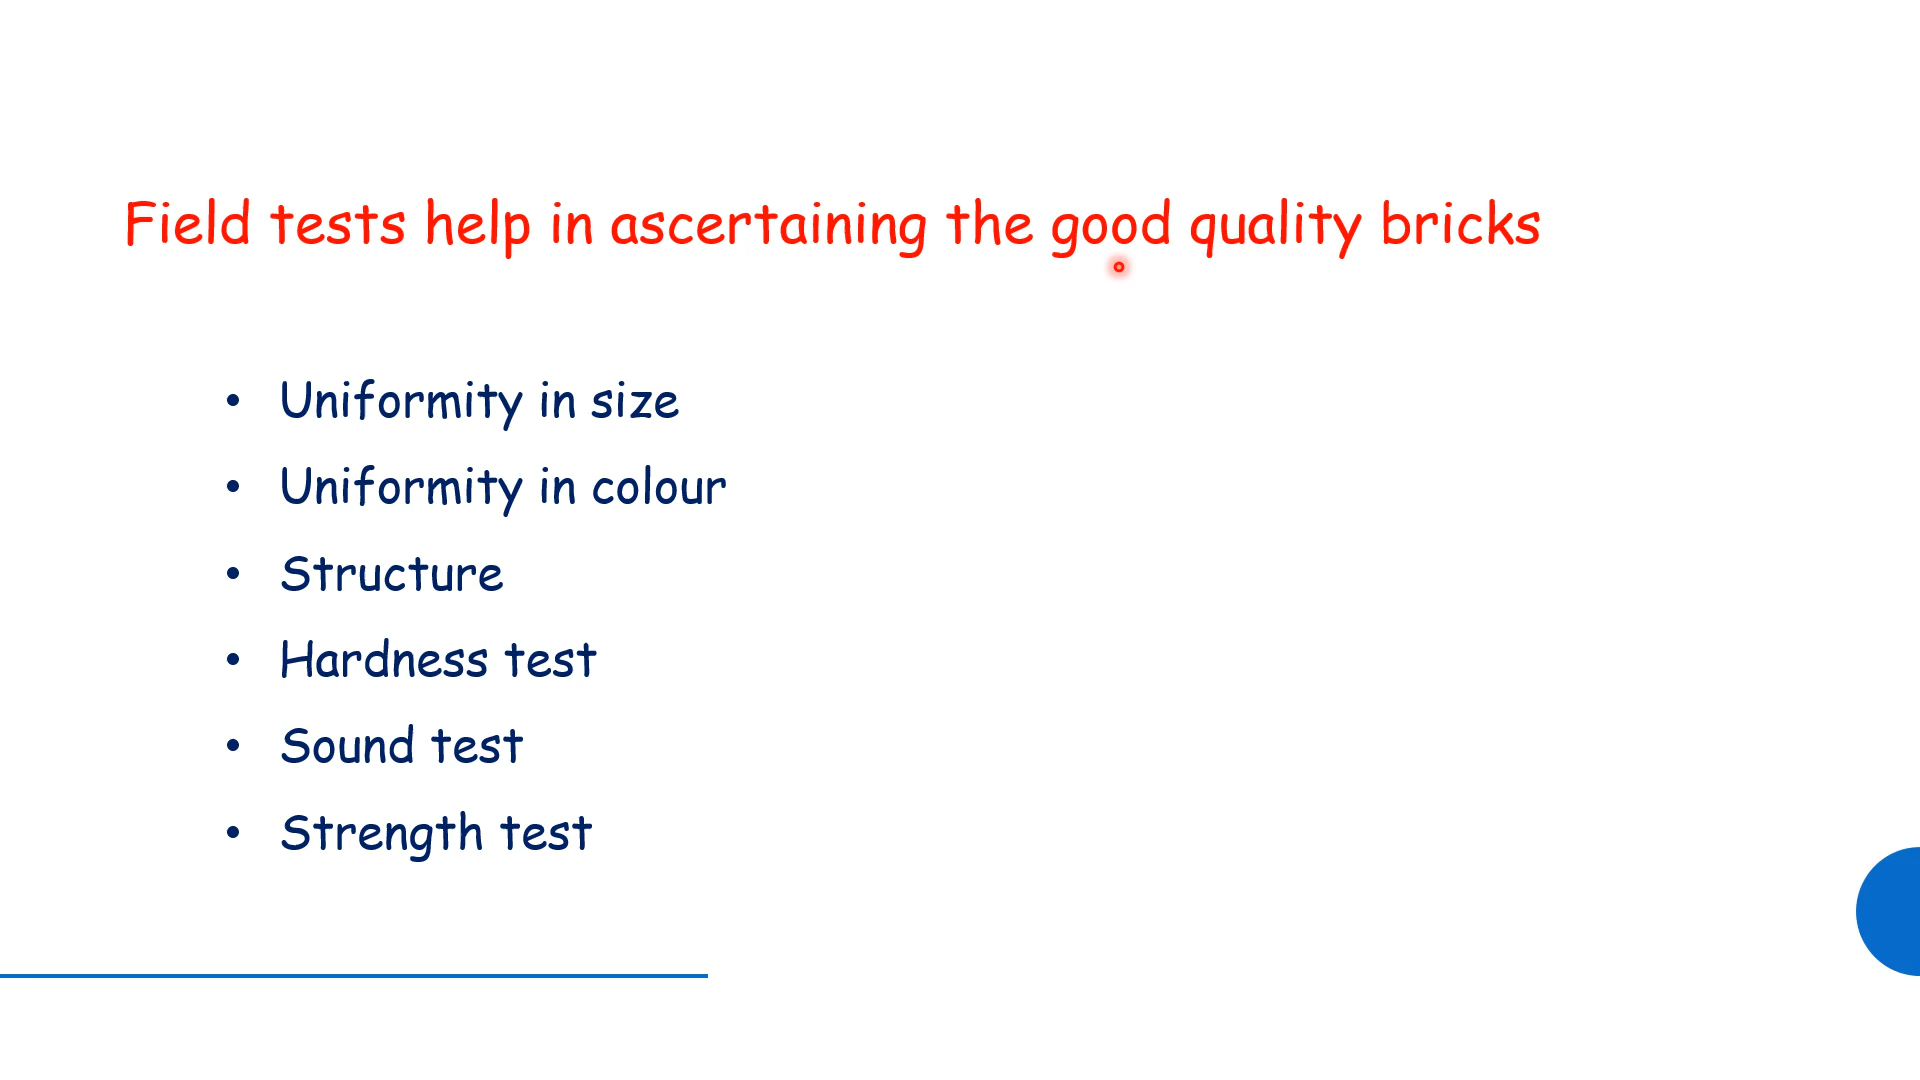 Field tests help in ascertaining the good quality bricks
• Uniformity in size
• Uniformity in colour
• Structure
• Hardness test
• Sound test
• Strength test